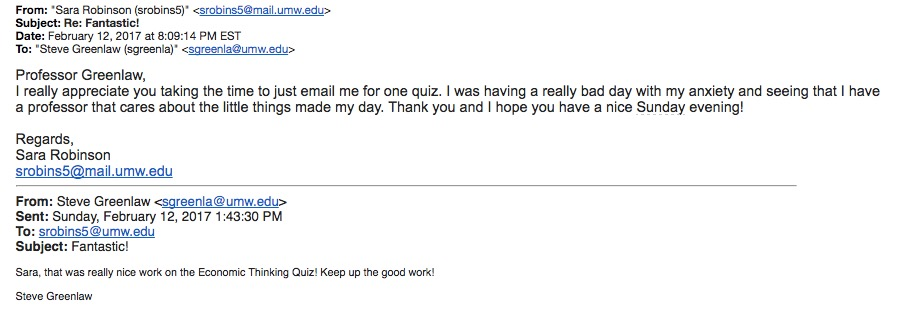 From: "Sara Robinson (srobins5)" <srobins5@mail.umw.edu>
Subject: Re: Fantastic!
Date: February 12, 2017 at 8:09:14 PM EST
To: "Steve Greenlaw (sgreenla)" <sgreenla@umw.edu>
Professor Greenlaw,
I really appreciate you taking the time to just email me for one quiz. I was having a really bad day with my anxiety and seeing that I have
a professor that cares about the little things made my day. Thank you and I hope you have a nice Sunday evening!
Regards,
Sara Robinson
srobins5@mail.umw.edu
From: Steve Greenlaw <sgreenla@umw.edu>
Sent: Sunday, February 12, 2017 1:43:30 PM
To: srobins5@umw.edu
Subject: Fantastic!
Sara, that was really nice work on the Economic Thinking Quiz! Keep up the good work!
Steve Greenlaw